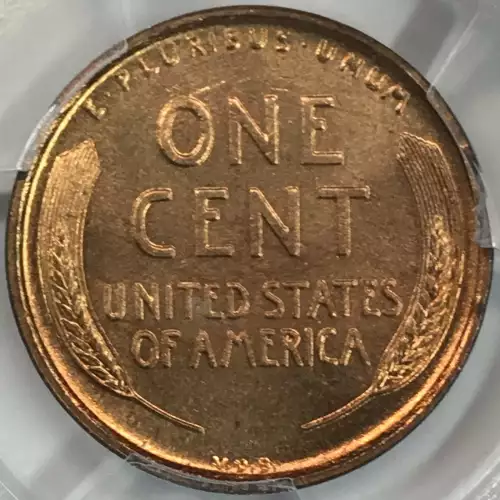 E · PLURIBUS · UNUM
ONE
CENT
UNITED STATES
OF AMERICA
V.D.B.